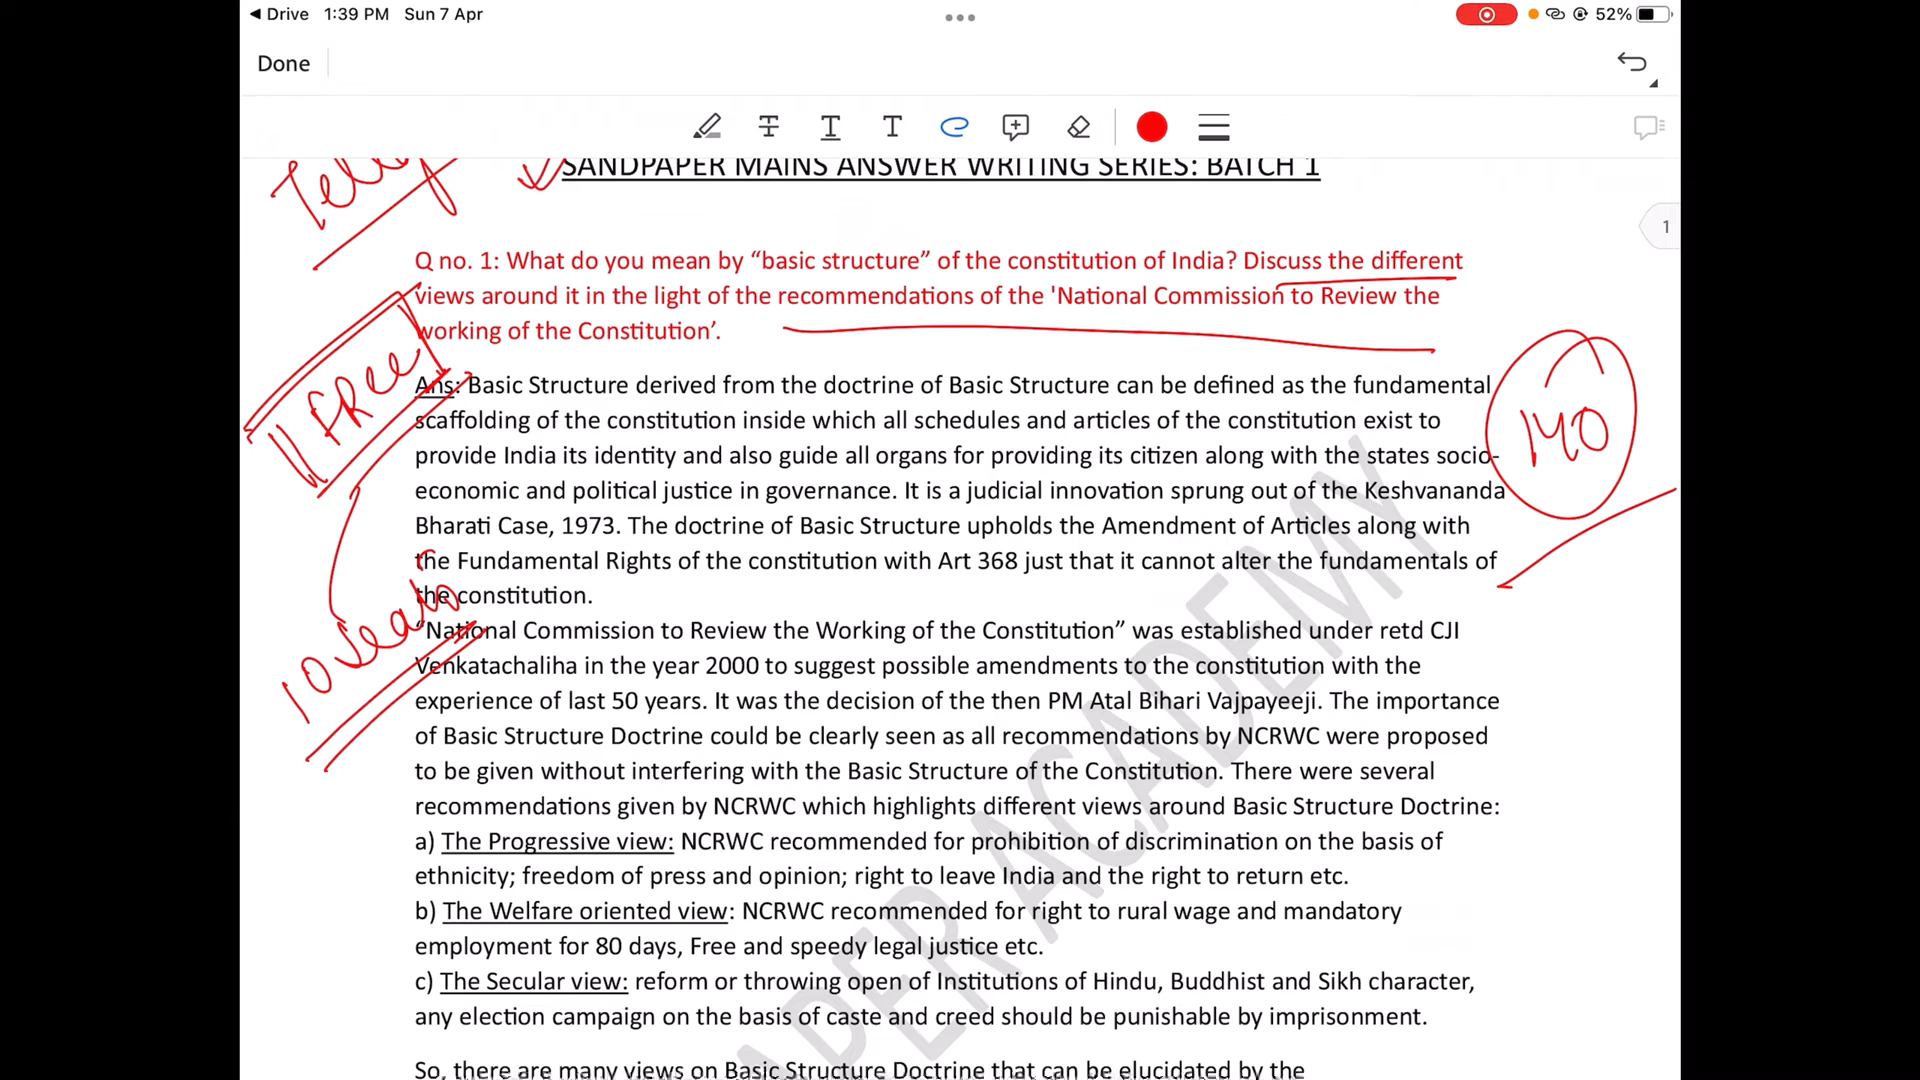 Drive 1:39 PM Sun 7 Apr
52%
Done
T T T
1
SANDPAPER MAINS ANSWER WRITING SERIES: BATCH 1
Q no. 1: What do you mean by “basic structure” of the constitution of India? Discuss the different
views around it in the light of the recommendations of the 'National Commission to Review the
working of the Constitution’.
FREE
140
10 seats
Ans: Basic Structure derived from the doctrine of Basic Structure can be defined as the fundamental
scaffolding of the constitution inside which all schedules and articles of the constitution exist to
provide India its identity and also guide all organs for providing its citizen along with the states socio-
economic and political justice in governance. It is a judicial innovation sprung out of the Keshvananda
Bharati Case, 1973. The doctrine of Basic Structure upholds the Amendment of Articles along with
the Fundamental Rights of the constitution with Art 368 just that it cannot alter the fundamentals of
the constitution.
“National Commission to Review the Working of the Constitution” was established under retd CJI
Venkatachaliha in the year 2000 to suggest possible amendments to the constitution with the
experience of last 50 years. It was the decision of the then PM Atal Bihari Vajpayeeji. The importance
of Basic Structure Doctrine could be clearly seen as all recommendations by NCRWC were proposed
to be given without interfering with the Basic Structure of the Constitution. There were several
recommendations given by NCRWC which highlights different views around Basic Structure Doctrine:
a) The Progressive view: NCRWC recommended for prohibition of discrimination on the basis of
ethnicity; freedom of press and opinion; right to leave India and the right to return etc.
b) The Welfare oriented view: NCRWC recommended for right to rural wage and mandatory
employment for 80 days, Free and speedy legal justice etc.
c) The Secular view: reform or throwing open of Institutions of Hindu, Buddhist and Sikh character,
any election campaign on the basis of caste and creed should be punishable by imprisonment.
So, there are many views on Basic Structure Doctrine that can be elucidated by the
PER ACADEMY